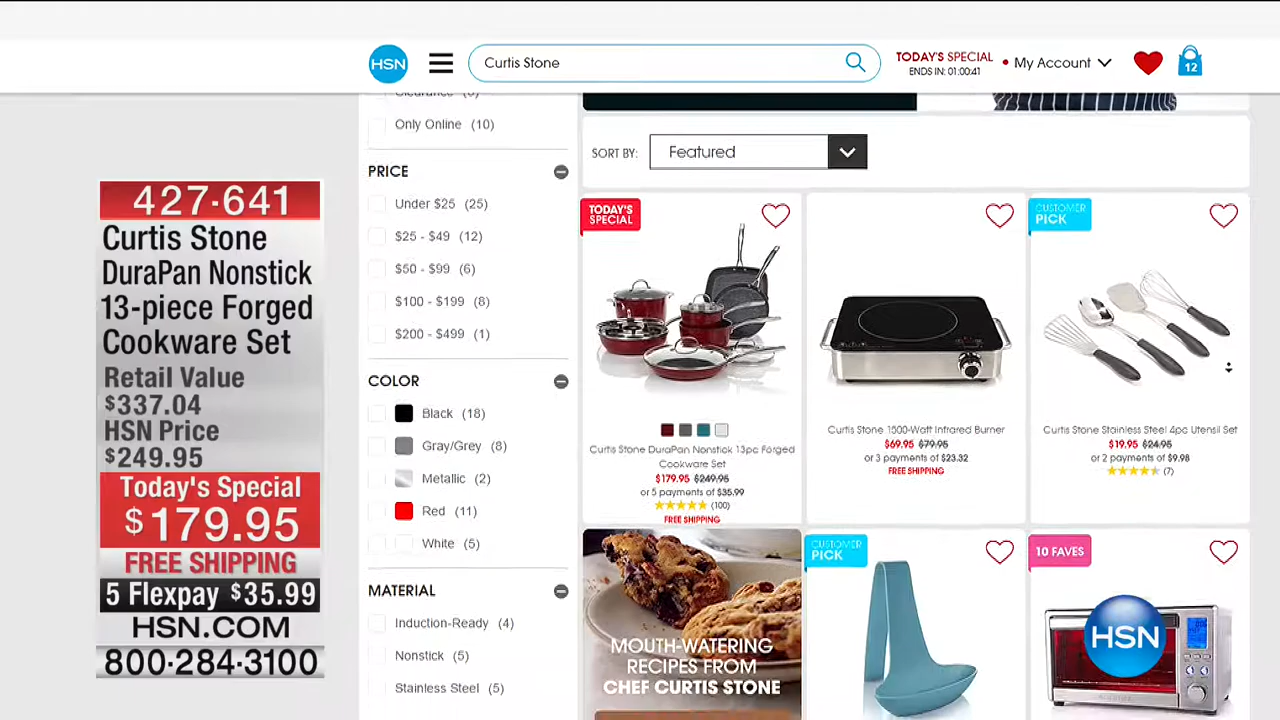 HSN
Curtis Stone
TODAY'S SPECIAL
ENDS IN: 01:00:41
My Account
12
Clearance
Only Online (10)
PRICE
Under $25 (25)
$25 - $49 (12)
$50 - $99 (6)
$100 - $199 (8)
$200 - $499 (1)
COLOR
Black (18)
Gray/Grey (8)
Metallic (2)
Red (11)
White (5)
MATERIAL
Induction-Ready (4)
Nonstick (5)
Stainless Steel (5)
427-641
Curtis Stone
DuraPan Nonstick
13-piece Forged
Cookware Set
Retail Value
$337.04
HSN Price
$249.95
Today's Special
$179.95
FREE SHIPPING
5 Flexpay $35.99
HSN.COM
800-284-3100
SORT BY:
Featured
TODAY'S
SPECIAL
Curtis Stone DuraPan Nonstick 13pc Forged
Cookware Set
$179.95 $249.95
or 5 payments of $35.99
(100)
FREE SHIPPING
Curtis Stone 1500-Watt Infrared Burner
$69.95 $79.95
or 3 payments of $23.32
FREE SHIPPING
CUSTOMER
PICK
Curtis Stone Stainless Steel 4pc Utensil Set
$19.95 $24.95
or 2 payments of $9.98
(7)
MOUTH-WATERING
RECIPES FROM
CHEF CURTIS STONE
CUSTOMER
PICK
10 FAVES
HSN